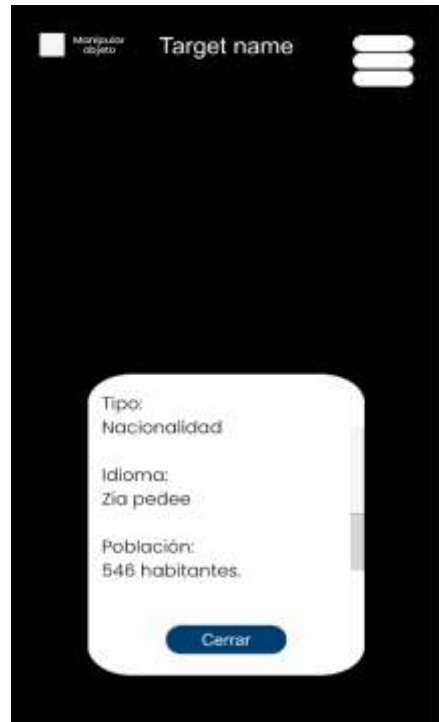 Manipular
objeto
Target name
Tipo:
Nacionalidad
Idioma:
Zia pedee
Población:
546 habitantes.
Cerrar